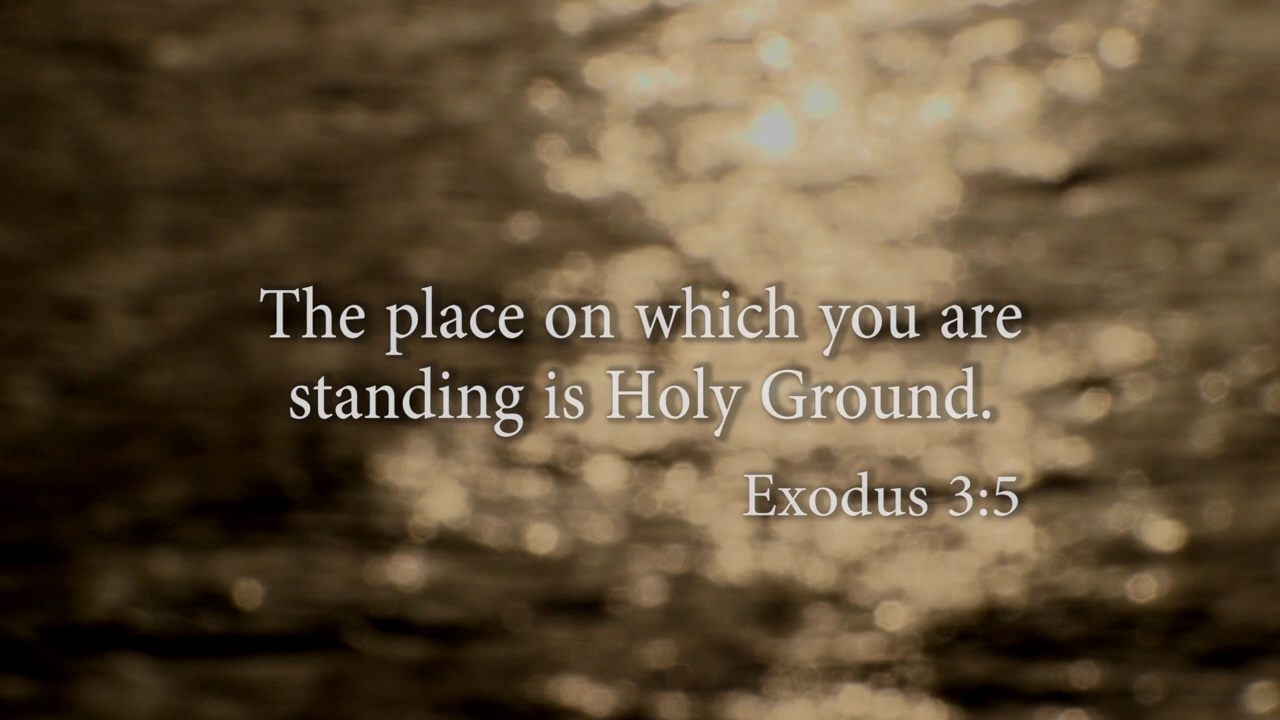 The place on which you are
standing is Holy Ground.
Exodus 3:5